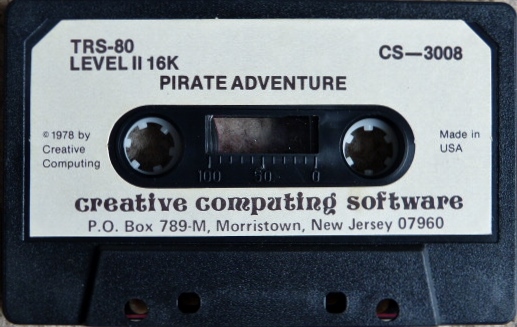 TRS-80
LEVEL II 16K
CS—3008
PIRATE ADVENTURE
© 1978 by
Creative
Computing
Made in
USA
100 50 0
creative computing software
P.O. Box 789-M, Morristown, New Jersey 07960